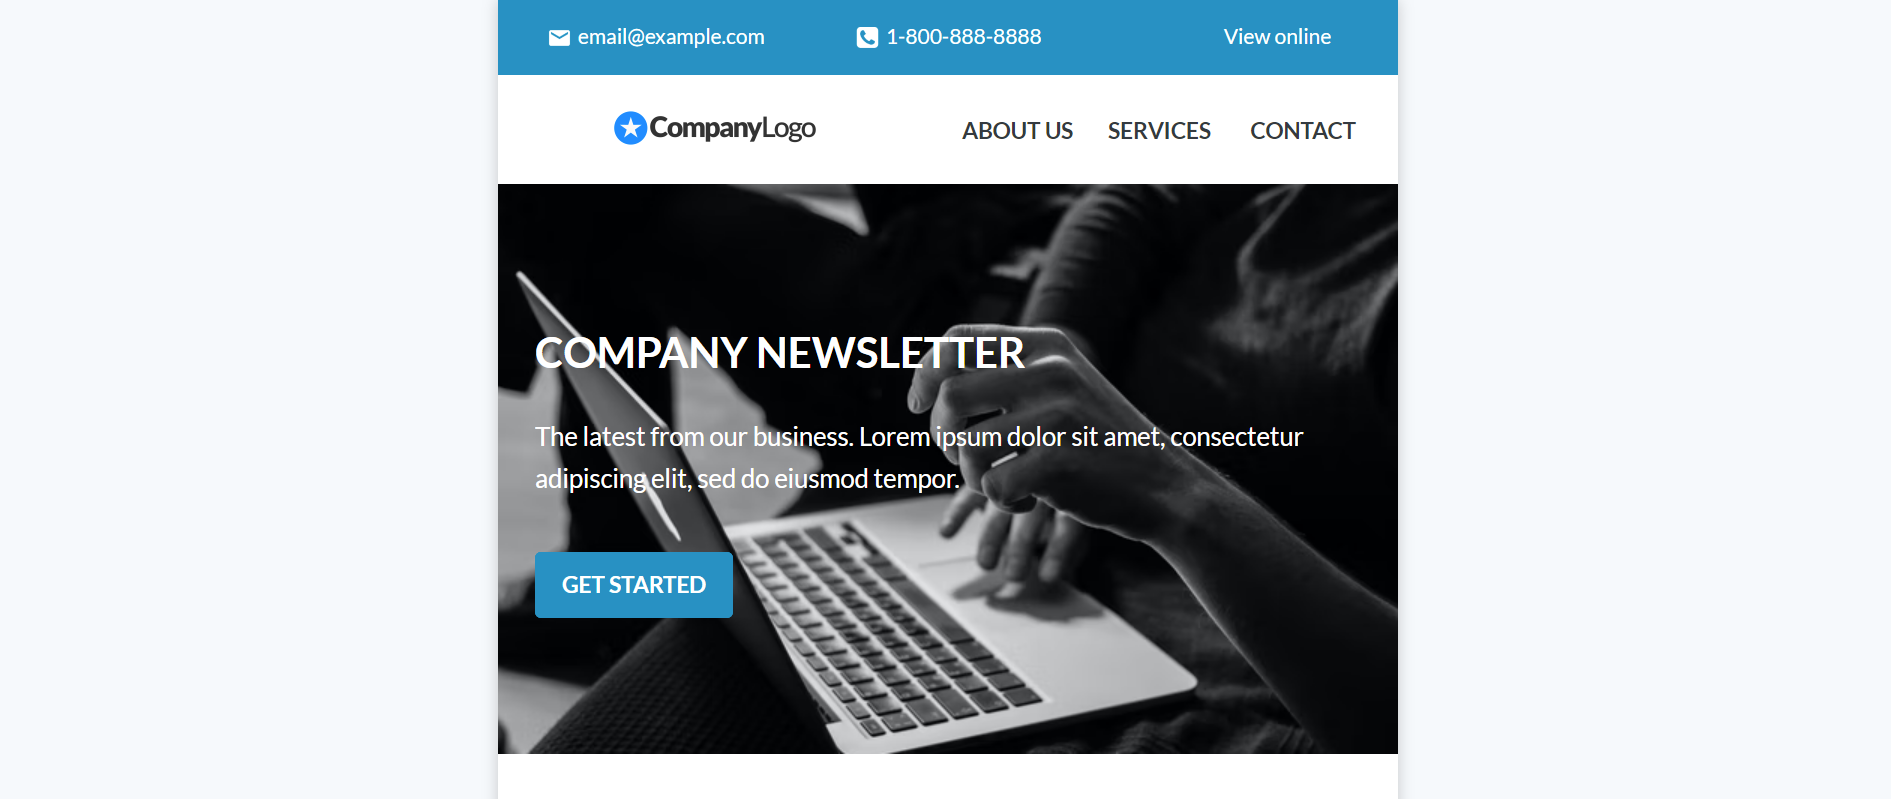 email@example.com
1-800-888-8888
View online
CompanyLogo
ABOUT US
SERVICES
CONTACT
COMPANY NEWSLETTER
The latest from our business. Lorem ipsum dolor sit amet, consectetur
adipiscing elit, sed do eiusmod tempor.
GET STARTED